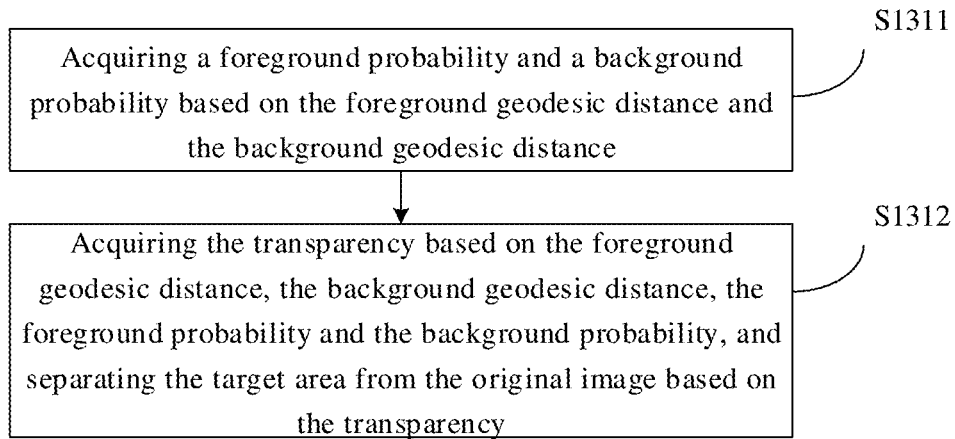 S1311
Acquiring a foreground probability and a background
probability based on the foreground geodesic distance and
the background geodesic distance
S1312
Acquiring the transparency based on the foreground
geodesic distance, the background geodesic distance, the
foreground probability and the background probability, and
separating the target area from the original image based on
the transparency